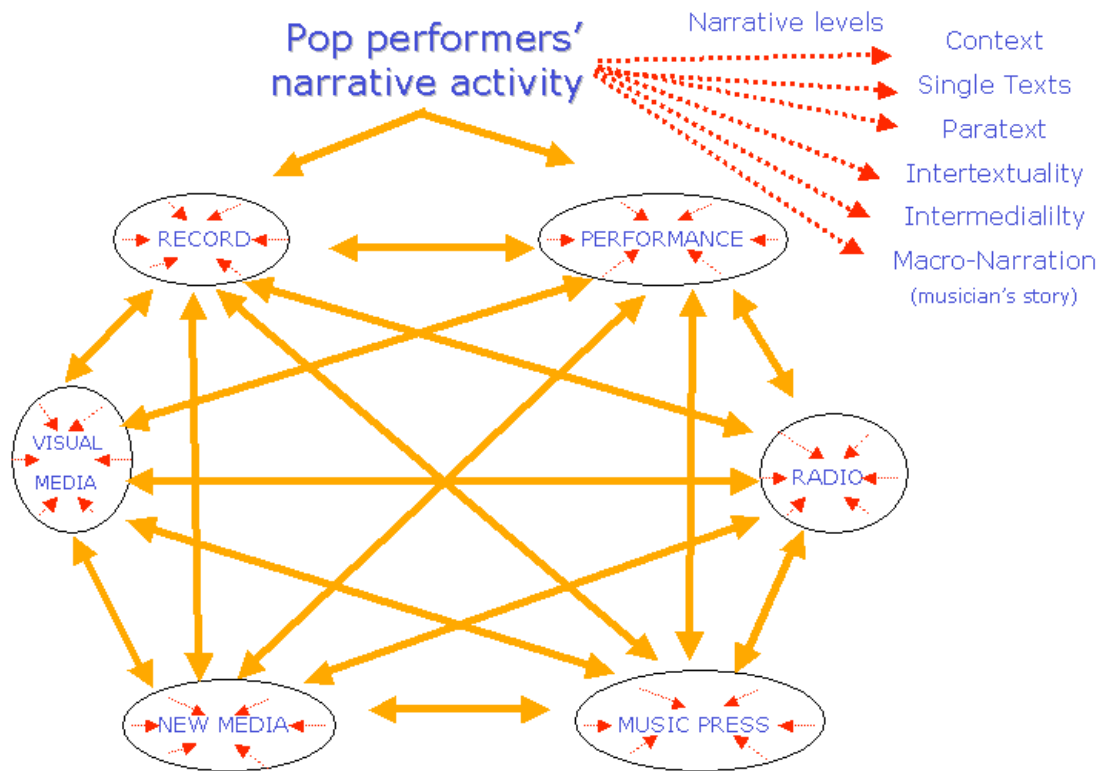 Pop performers'
narrative activity
Narrative levels
Context
Single Texts
Paratext
Intertextuality
Intermedialilty
Macro-Narration
(musician's story)
RECORD
PERFORMANCE
VISUAL
MEDIA
RADIO
NEW MEDIA
MUSIC PRESS